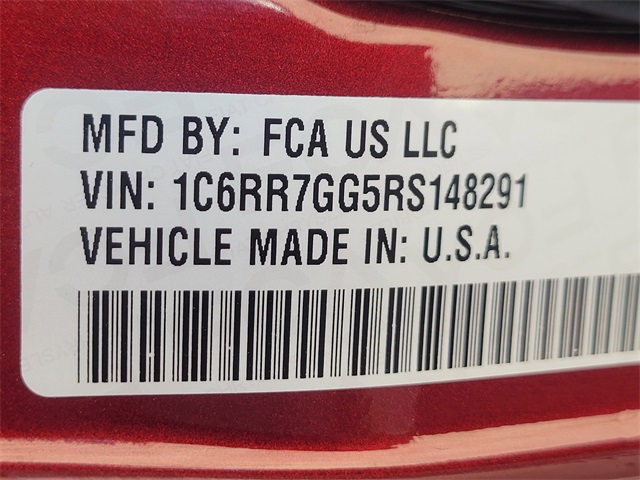 MFD BY: FCA US LLC
VIN: 1C6RR7GG5RS148291
VEHICLE MADE IN: U.S.A.